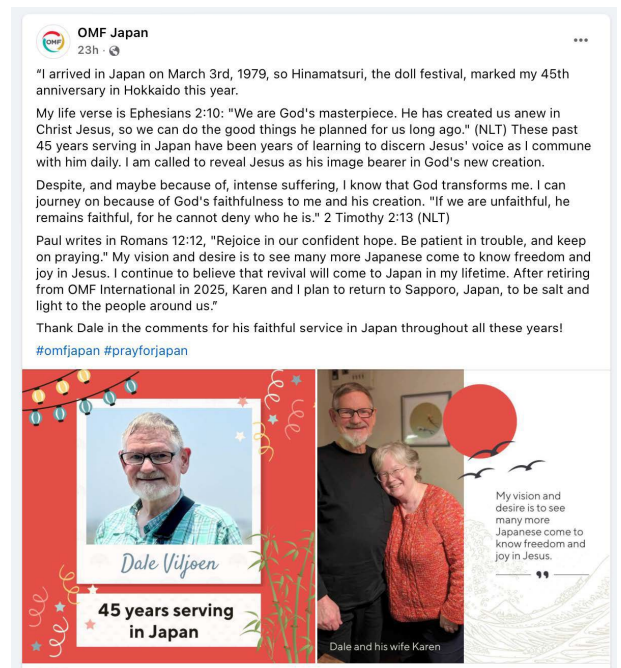 OMF Japan
23h ·
OMF
“I arrived in Japan on March 3rd, 1979, so Hinamatsuri, the doll festival, marked my 45th
anniversary in Hokkaido this year.
My life verse is Ephesians 2:10: "We are God's masterpiece. He has created us anew in
Christ Jesus, so we can do the good things he planned for us long ago." (NLT) These past
45 years serving in Japan have been years of learning to discern Jesus' voice as I commune
with him daily. I am called to reveal Jesus as his image bearer in God's new creation.
Despite, and maybe because of, intense suffering, I know that God transforms me. I can
journey on because of God's faithfulness to me and his creation. "If we are unfaithful, he
remains faithful, for he cannot deny who he is." 2 Timothy 2:13 (NLT)
Paul writes in Romans 12:12, "Rejoice in our confident hope. Be patient in trouble, and keep
on praying." My vision and desire is to see many more Japanese come to know freedom and
joy in Jesus. I continue to believe that revival will come to Japan in my lifetime. After retiring
from OMF International in 2025, Karen and I plan to return to Sapporo, Japan, to be salt and
light to the people around us.”
Thank Dale in the comments for his faithful service in Japan throughout all these years!
#omfjapan #prayforjapan
Dale Viljoen
45 years serving
in Japan
Dale and his wife Karen
My vision and
desire is to see
many more
Japanese come to
know freedom and
joy in Jesus.
”